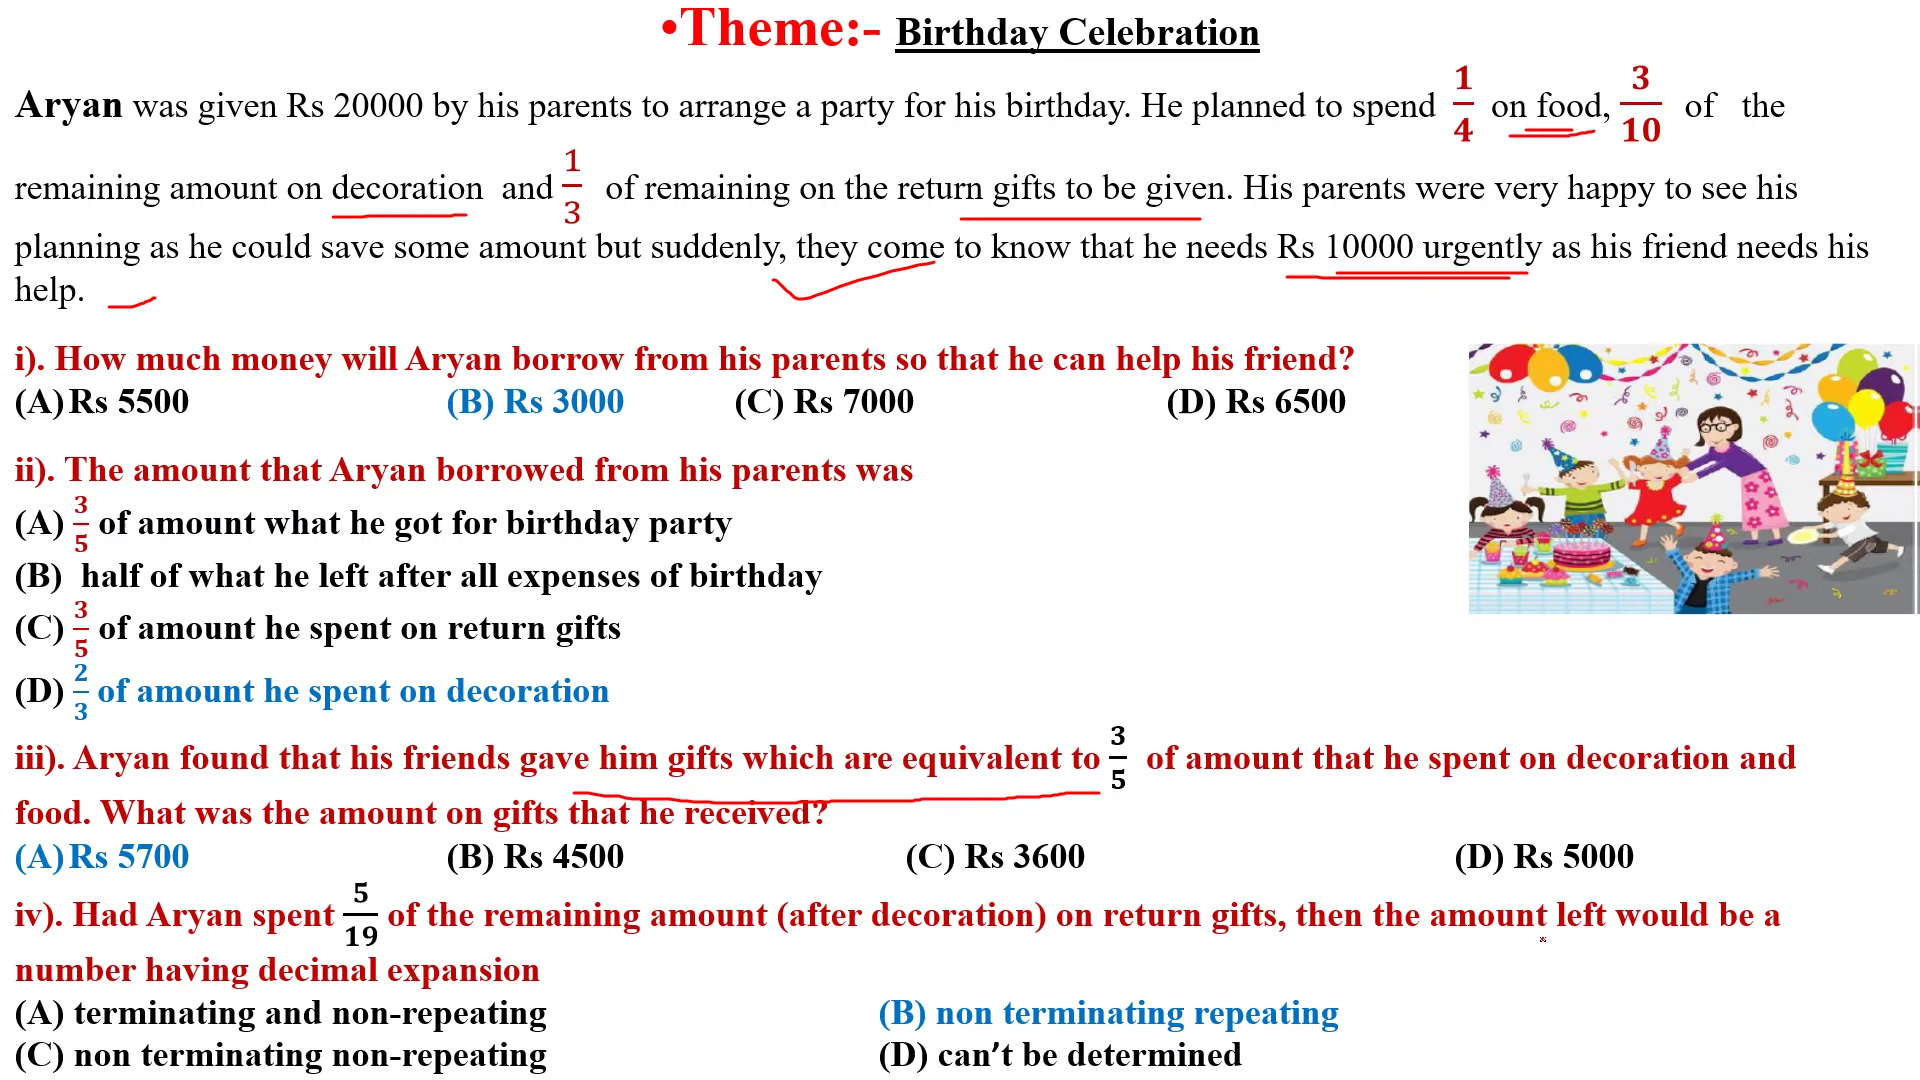 •Theme:- Birthday Celebration
Aryan was given Rs 20000 by his parents to arrange a party for his birthday. He planned to spend 1/4 on food, 3/10 of the
remaining amount on decoration and 1/3 of remaining on the return gifts to be given. His parents were very happy to see his
planning as he could save some amount but suddenly, they come to know that he needs Rs 10000 urgently as his friend needs his
help.
i). How much money will Aryan borrow from his parents so that he can help his friend?
(A) Rs 5500 (B) Rs 3000 (C) Rs 7000 (D) Rs 6500
ii). The amount that Aryan borrowed from his parents was
(A) 3/5 of amount what he got for birthday party
(B) half of what he left after all expenses of birthday
(C) 3/5 of amount he spent on return gifts
(D) 2/3 of amount he spent on decoration
iii). Aryan found that his friends gave him gifts which are equivalent to 3/5 of amount that he spent on decoration and
food. What was the amount on gifts that he received?
(A) Rs 5700 (B) Rs 4500 (C) Rs 3600 (D) Rs 5000
iv). Had Aryan spent 5/19 of the remaining amount (after decoration) on return gifts, then the amount left would be a
number having decimal expansion
(A) terminating and non-repeating (B) non terminating repeating
(C) non terminating non-repeating (D) can’t be determined